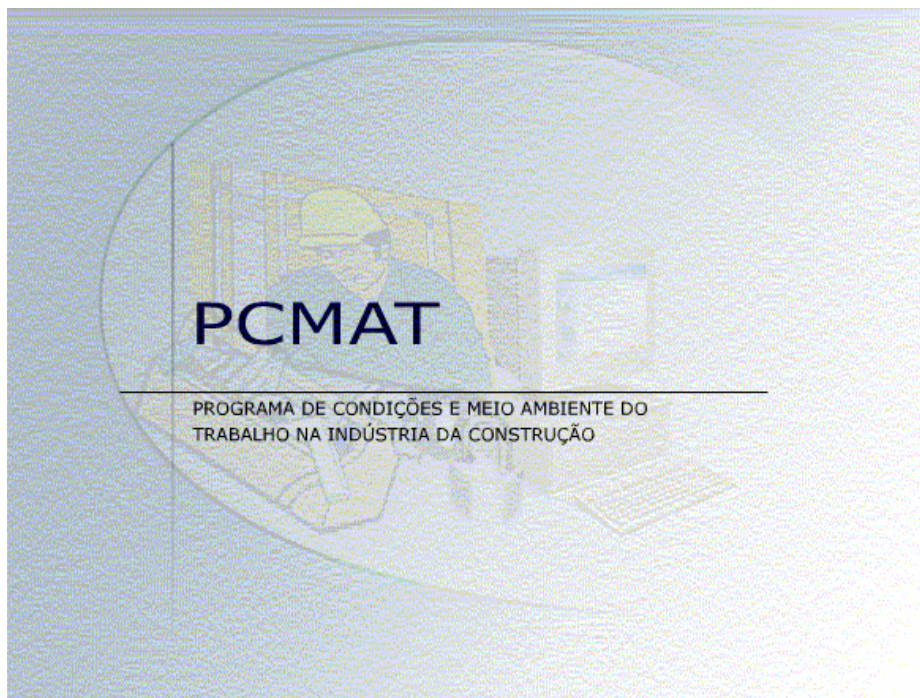 PCMAT
PROGRAMA DE CONDIÇÕES E MEIO AMBIENTE DO
TRABALHO NA INDÚSTRIA DA CONSTRUÇÃO